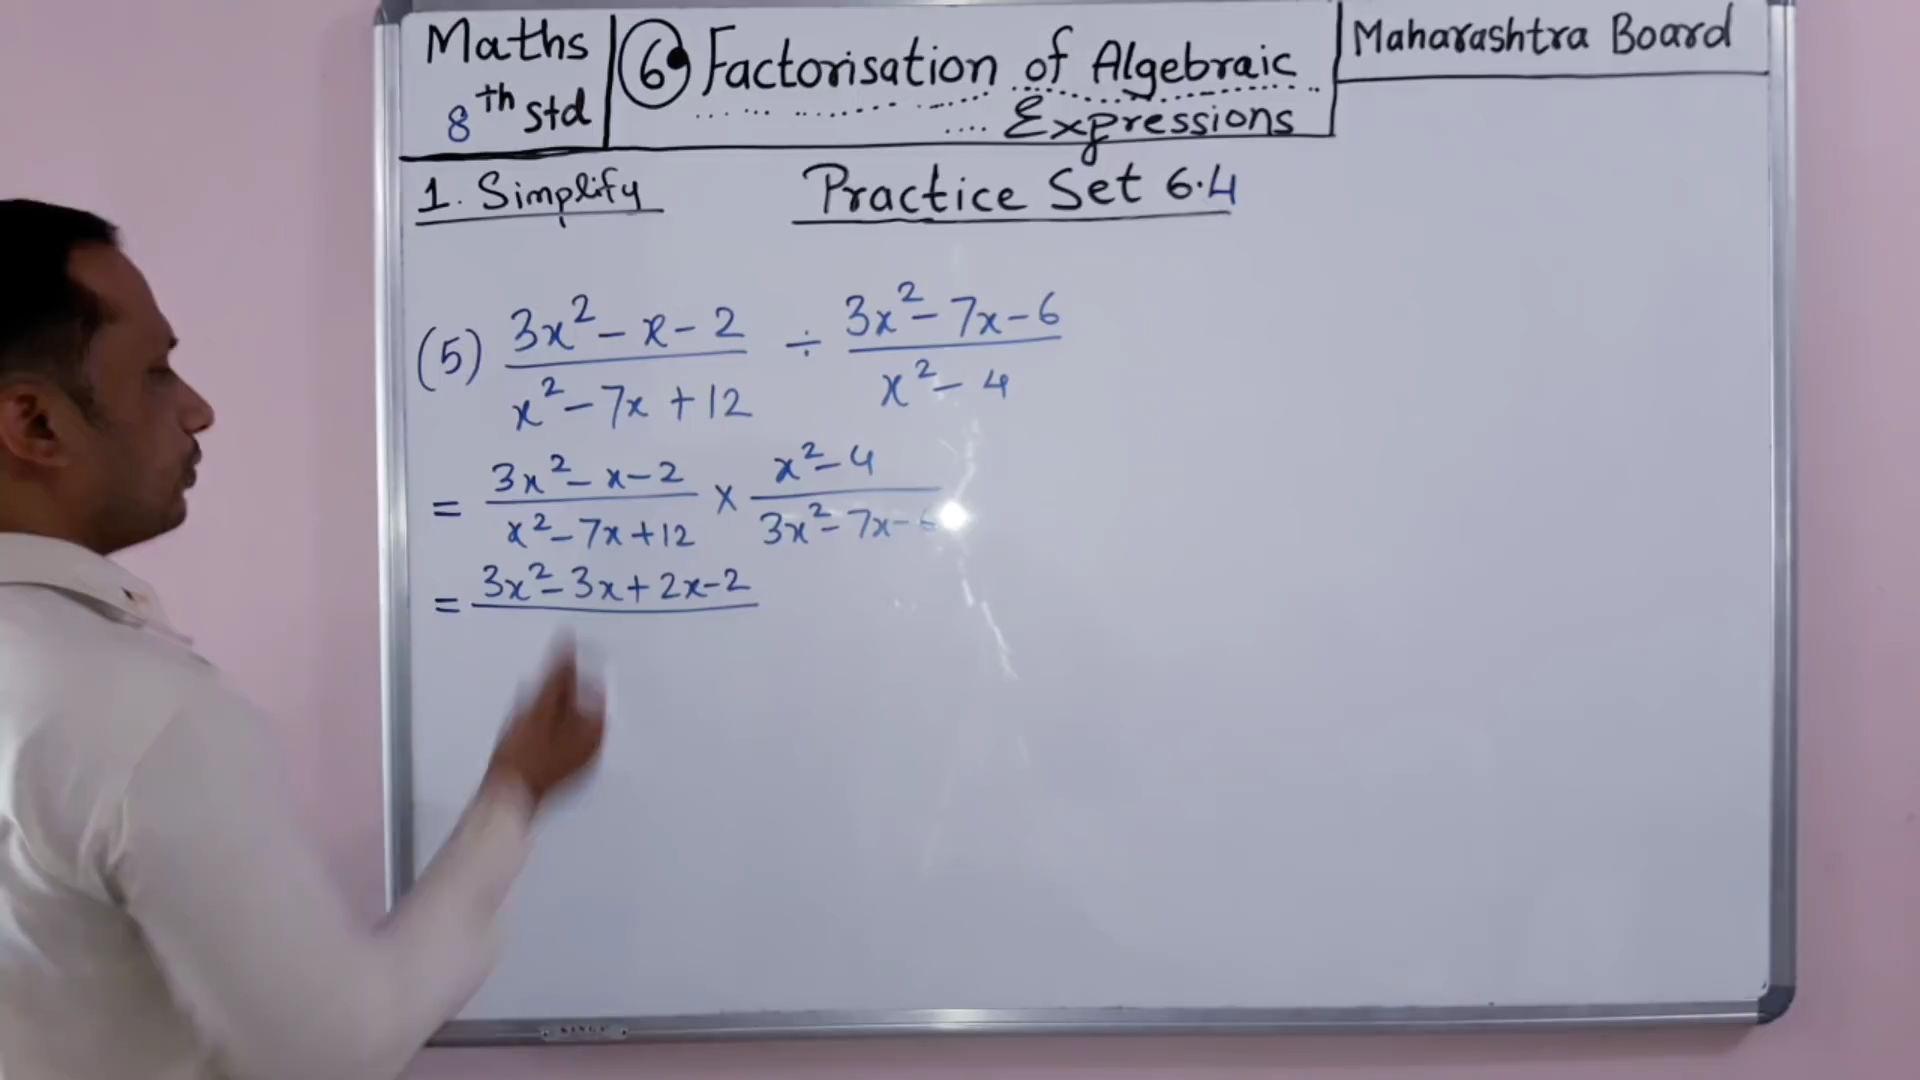 Maths
8th std
6. Factorisation of Algebraic
Expressions
Maharashtra Board
1. Simplify
Practice Set 6.4
(5) 3x² - x - 2 / x² - 7x + 12 ÷ 3x² - 7x - 6 / x² - 4
= 3x² - x - 2 / x² - 7x + 12 × x² - 4 / 3x² - 7x - 6
= 3x² - 3x + 2x - 2